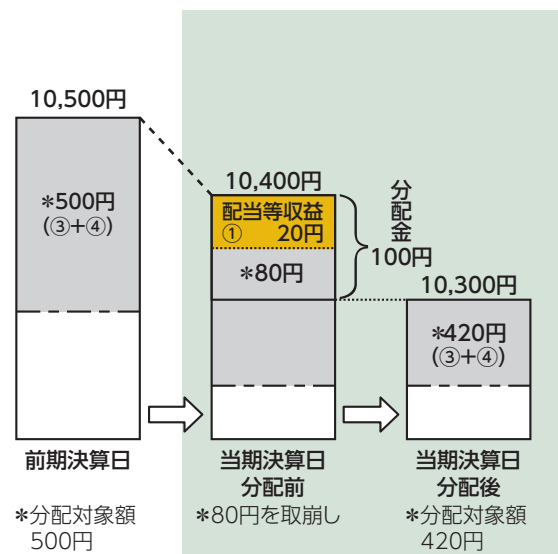 10,500円
*500円
(③+④)
前期決算日
*分配対象額
500円
10,400円
配当等収益
① 20円
*80円
分配金
100円
当期決算日
分配前
*80円を取崩し
10,300円
*420円
(③+④)
当期決算日
分配後
*分配対象額
420円